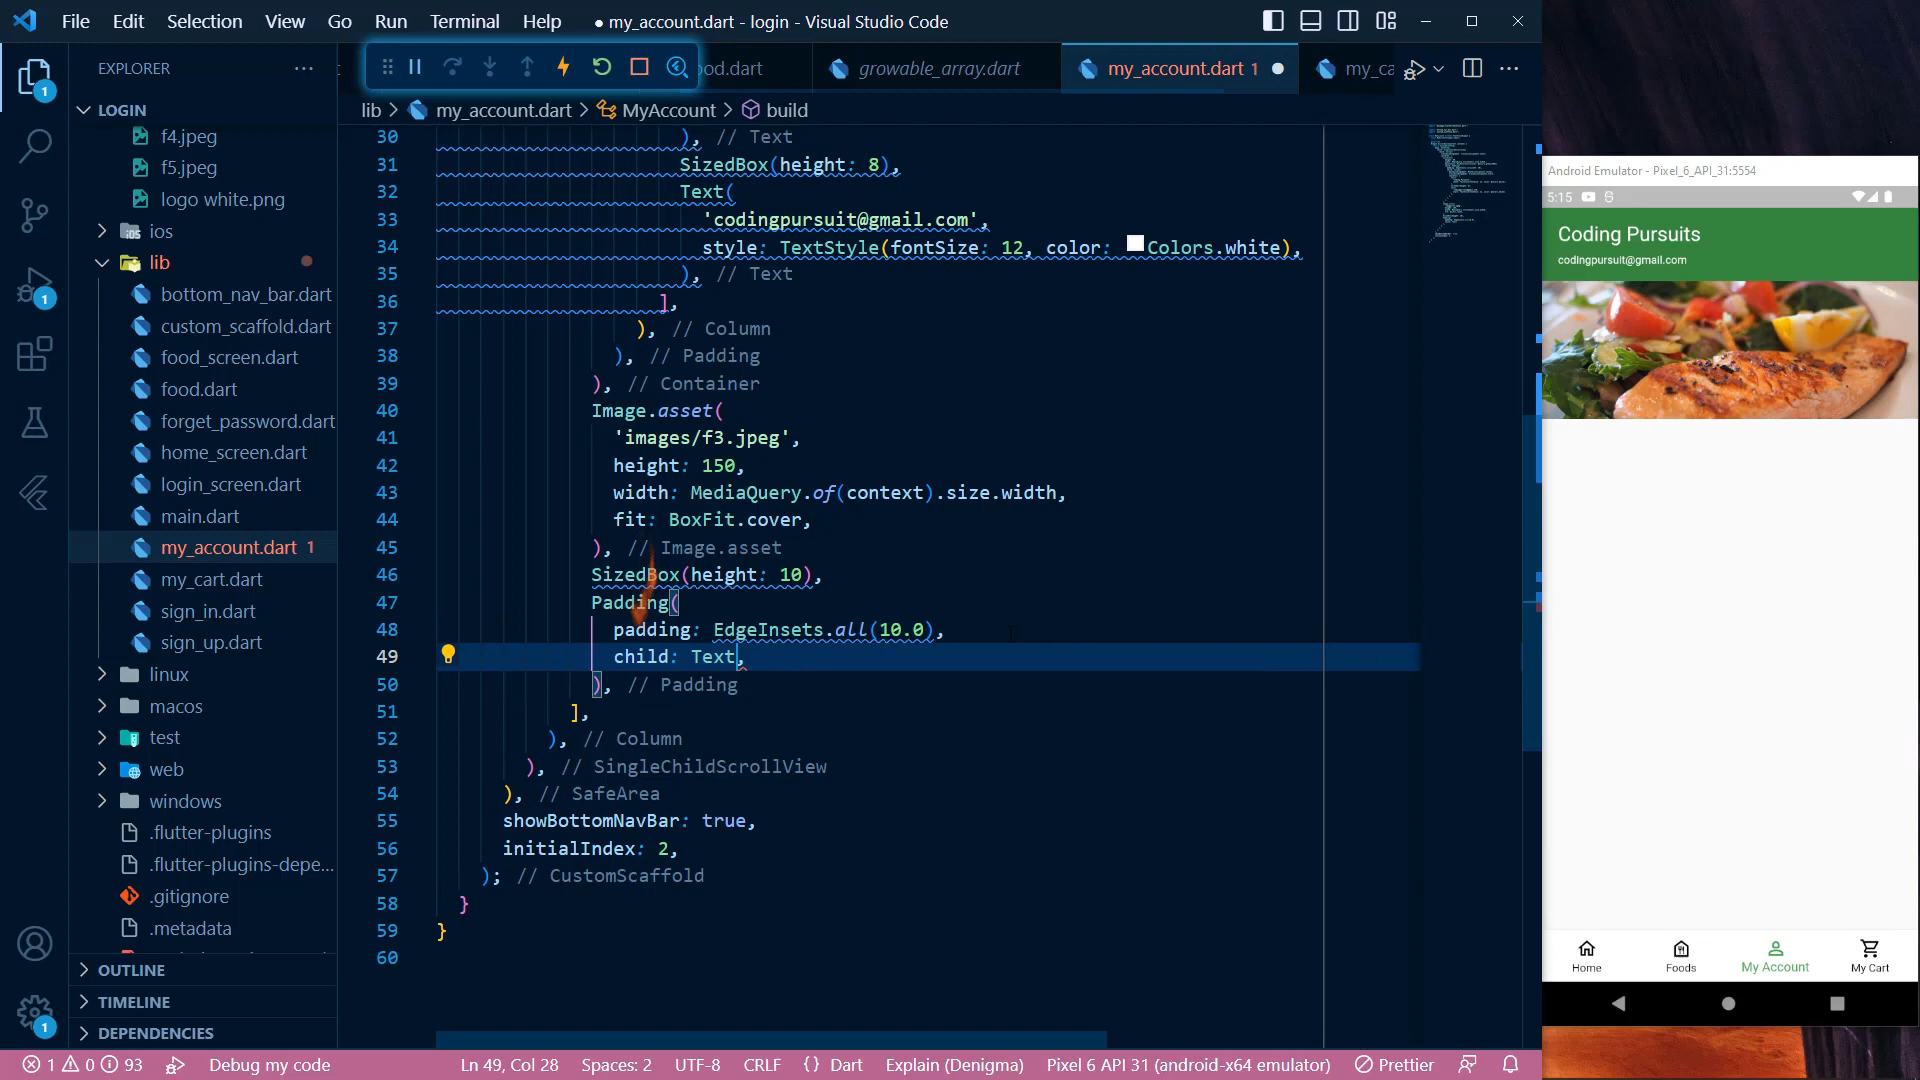 File Edit Selection View Go Run Terminal Help
● my_account.dart - login - Visual Studio Code
EXPLORER
ood.dart
growable_array.dart
my_account.dart 1
my_ca
LOGIN
f4.jpeg
f5.jpeg
logo white.png
ios
lib
bottom_nav_bar.dart
custom_scaffold.dart
food_screen.dart
food.dart
forget_password.dart
home_screen.dart
login_screen.dart
main.dart
my_account.dart 1
my_cart.dart
sign_in.dart
sign_up.dart
linux
macos
test
web
windows
.flutter-plugins
.flutter-plugins-depe...
.gitignore
.metadata
OUTLINE
TIMELINE
DEPENDENCIES
lib > my_account.dart > MyAccount > build
30 ), // Text
31 SizedBox(height: 8),
32 Text(
33 'codingpursuit@gmail.com',
34 style: TextStyle(fontSize: 12, color: Colors.white),
35 ), // Text
36 ],
37 ), // Column
38 ), // Padding
39 ), // Container
40 Image.asset(
41 'images/f3.jpeg',
42 height: 150,
43 width: MediaQuery.of(context).size.width,
44 fit: BoxFit.cover,
45 ), // Image.asset
46 SizedBox(height: 10),
47 Padding(
48 padding: EdgeInsets.all(10.0),
49 child: Text,
50 ), // Padding
51 ],
52 ), // Column
53 ), // SingleChildScrollView
54 ), // SafeArea
55 showBottomNavBar: true,
56 initialIndex: 2,
57 ); // CustomScaffold
58 }
59 }
60
1
1
1
1 0 93
Debug my code
Ln 49, Col 28
Spaces: 2
UTF-8
CRLF
{ } Dart
Explain (Denigma)
Pixel 6 API 31 (android-x64 emulator)
Prettier
Android Emulator - Pixel_6_API_31:5554
5:15
Coding Pursuits
codingpursuit@gmail.com
Home
Foods
My Account
My Cart